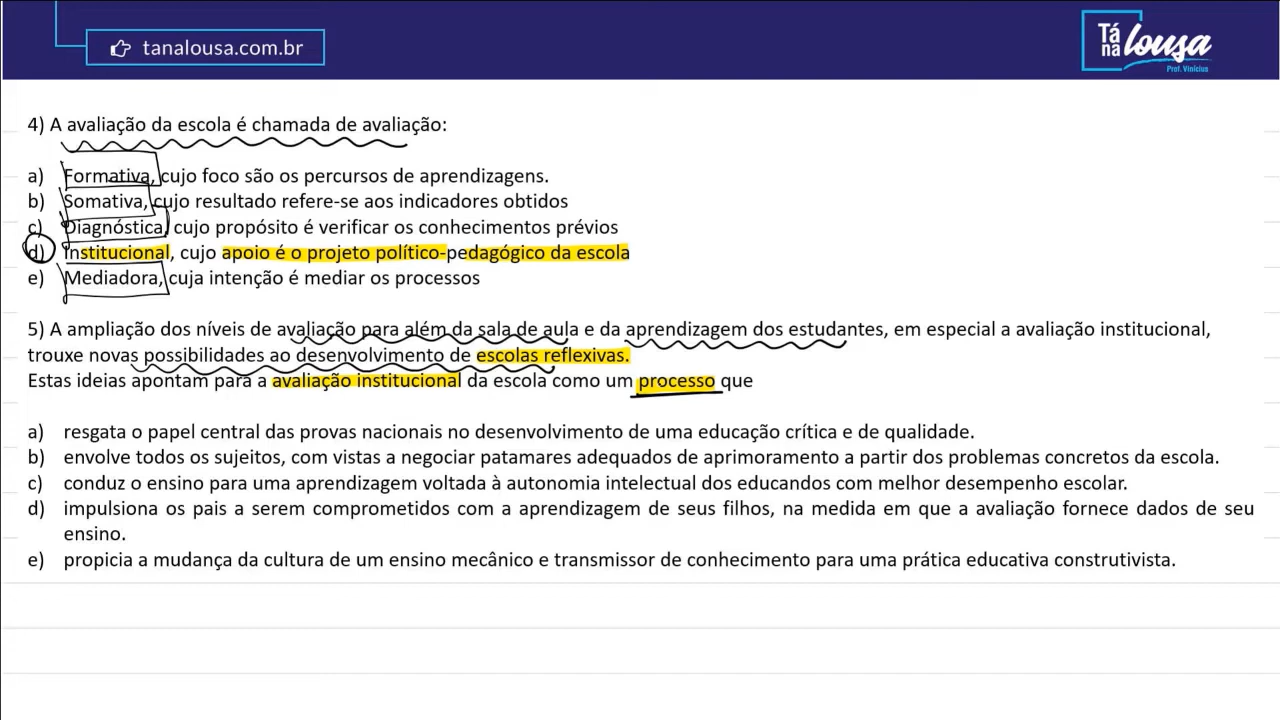 tanalousa.com.br
Tá na lousa
Prof. Vinícius
4) A avaliação da escola é chamada de avaliação:
a) Formativa, cujo foco são os percursos de aprendizagens.
b) Somativa, cujo resultado refere-se aos indicadores obtidos
c) Diagnóstica, cujo propósito é verificar os conhecimentos prévios
d) Institucional, cujo apoio é o projeto político-pedagógico da escola
e) Mediadora, cuja intenção é mediar os processos
5) A ampliação dos níveis de avaliação para além da sala de aula e da aprendizagem dos estudantes, em especial a avaliação institucional,
trouxe novas possibilidades ao desenvolvimento de escolas reflexivas.
Estas ideias apontam para a avaliação institucional da escola como um processo que
a) resgata o papel central das provas nacionais no desenvolvimento de uma educação crítica e de qualidade.
b) envolve todos os sujeitos, com vistas a negociar patamares adequados de aprimoramento a partir dos problemas concretos da escola.
c) conduz o ensino para uma aprendizagem voltada à autonomia intelectual dos educandos com melhor desempenho escolar.
d) impulsiona os pais a serem comprometidos com a aprendizagem de seus filhos, na medida em que a avaliação fornece dados de seu
ensino.
e) propicia a mudança da cultura de um ensino mecânico e transmissor de conhecimento para uma prática educativa construtivista.